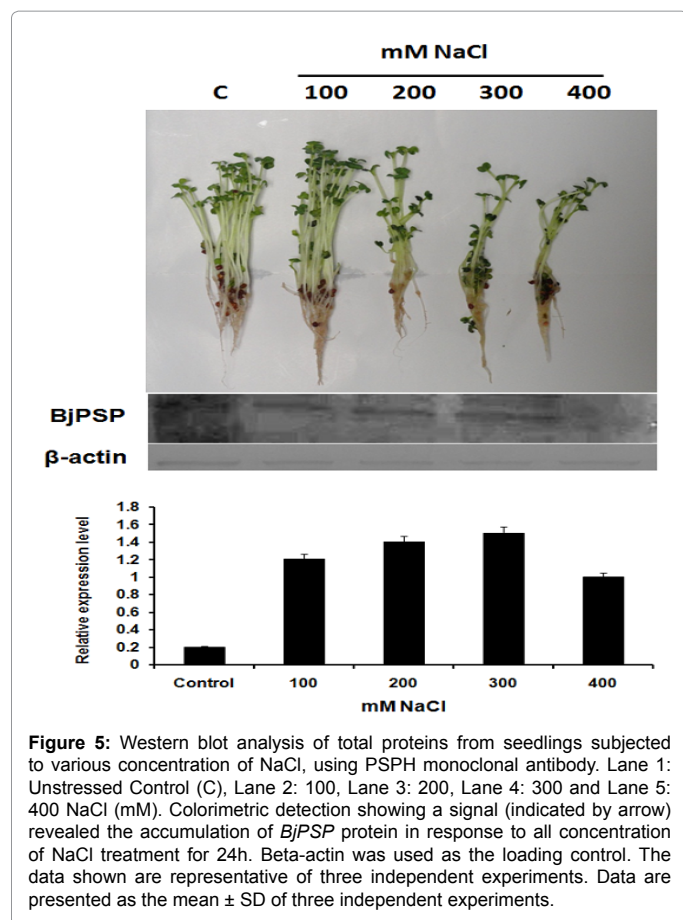 mM NaCl
C 100 200 300 400
BjPSP
β-actin
1.8
1.6
1.4
1.2
1
0.8
0.6
0.4
0.2
0
Relative expression level
Control 100 200 300 400
mM NaCl
Figure 5: Western blot analysis of total proteins from seedlings subjected
to various concentration of NaCl, using PSPH monoclonal antibody. Lane 1:
Unstressed Control (C), Lane 2: 100, Lane 3: 200, Lane 4: 300 and Lane 5:
400 NaCl (mM). Colorimetric detection showing a signal (indicated by arrow)
revealed the accumulation of BjPSP protein in response to all concentration
of NaCl treatment for 24h. Beta-actin was used as the loading control. The
data shown are representative of three independent experiments. Data are
presented as the mean ± SD of three independent experiments.